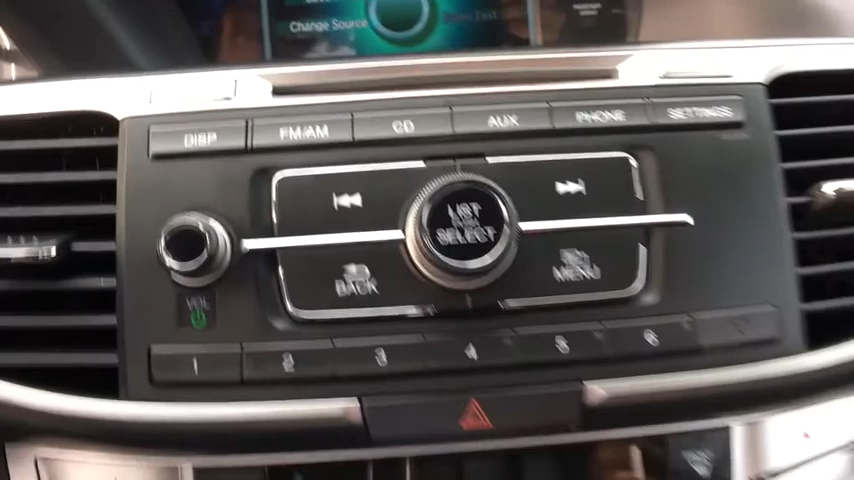 Change Source
PASSENGER
DISP
FM/AM
CD
AUX
PHONE
SETTINGS
LIST
SELECT
BACK
MENU
VOL
1
2
3
4
5
6